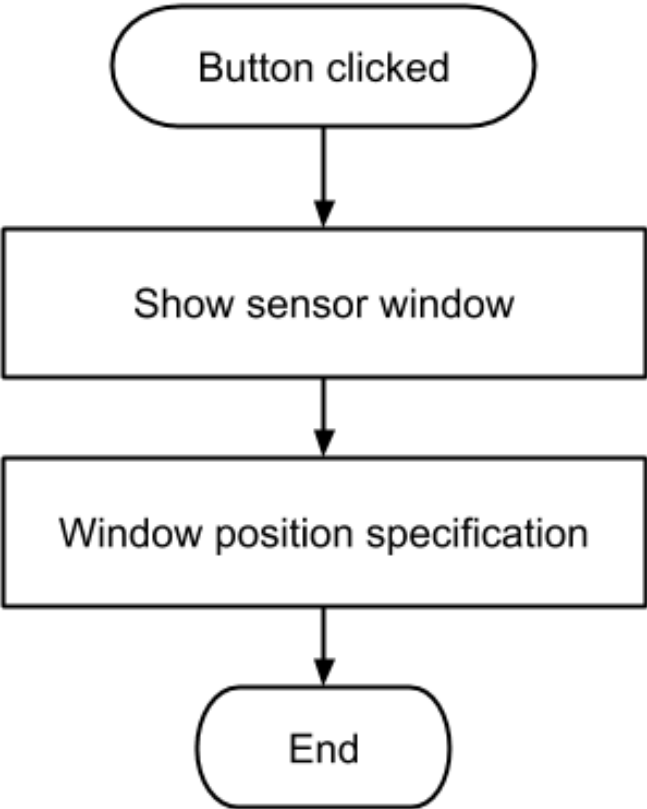 Button clicked
Show sensor window
Window position specification
End